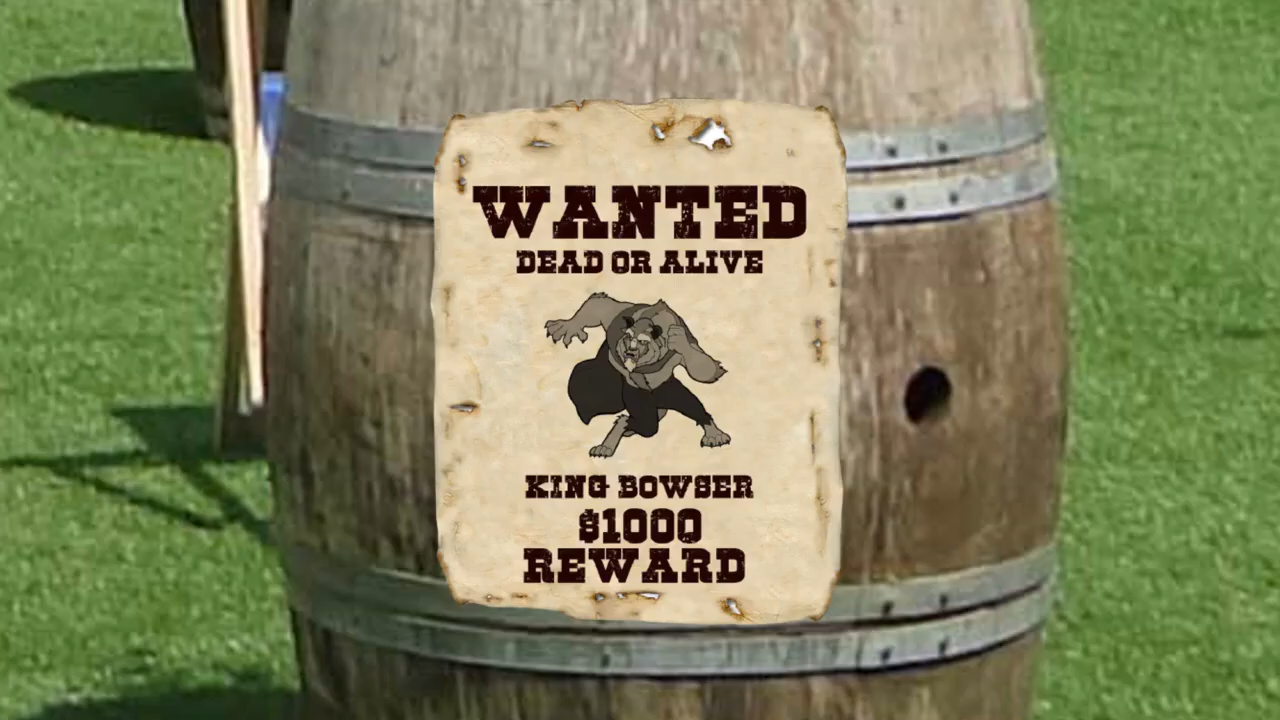 WANTED
DEAD OR ALIVE
KING BOWSER
$1000
REWARD